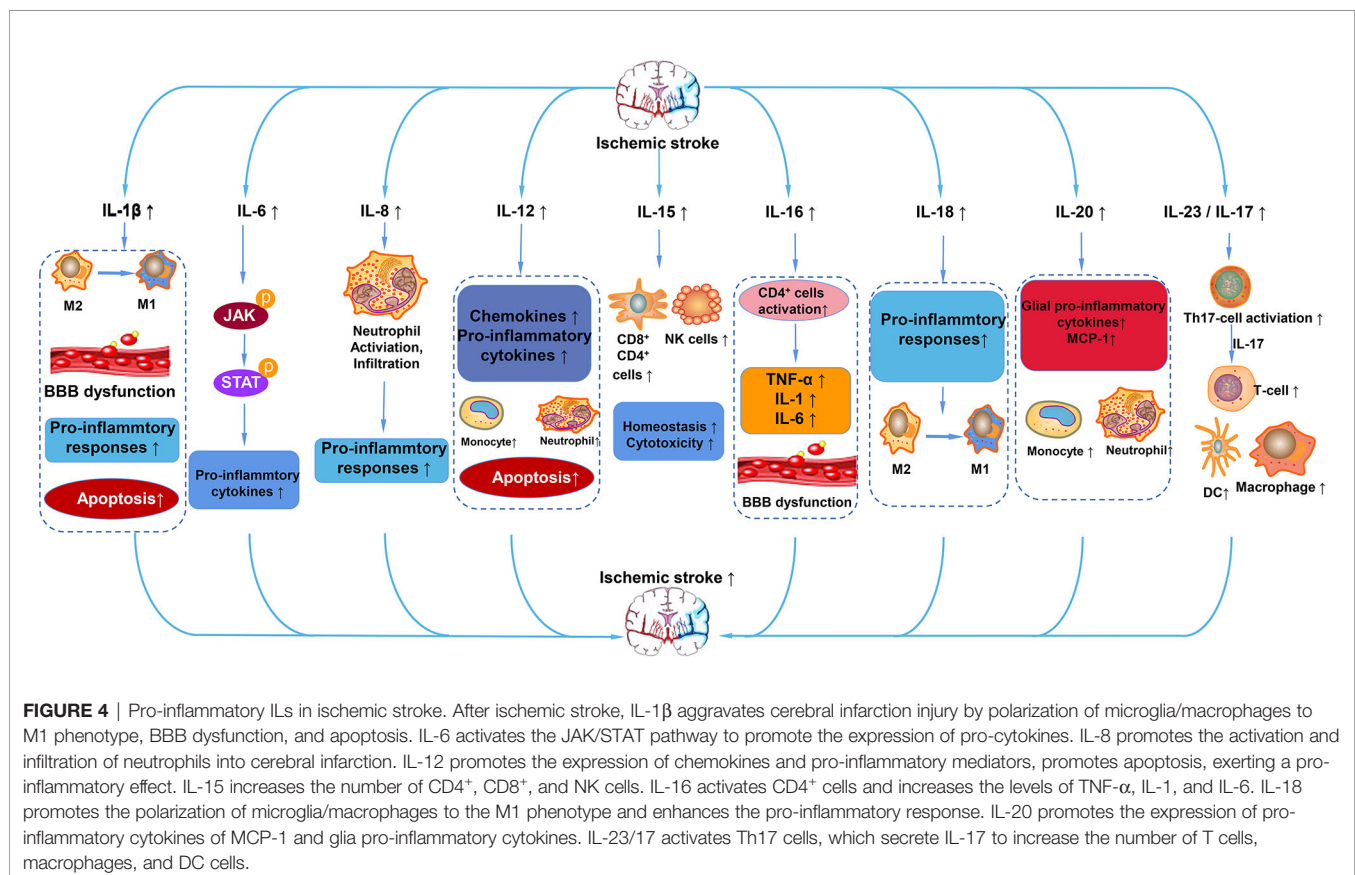 Ischemic stroke
IL-1β ↑
IL-6 ↑
IL-8 ↑
IL-12 ↑
IL-15 ↑
IL-16 ↑
IL-18 ↑
IL-20 ↑
IL-23 / IL-17 ↑
M2
M1
BBB dysfunction
Pro-inflammtory
responses ↑
Apoptosis↑
p
JAK
p
STAT
Pro-inflammtory
cytokines ↑
Neutrophil
Activiation,
Infiltration
Pro-inflammtory
responses ↑
Chemokines ↑
Pro-inflammatory
cytokines ↑
Monocyte↑
Neutrophil↑
Apoptosis↑
CD8⁺
CD4⁺
cells ↑
NK cells ↑
Homeostasis ↑
Cytotoxicity ↑
CD4⁺ cells
activation↑
TNF-α ↑
IL-1 ↑
IL-6 ↑
BBB dysfunction
Pro-inflammtory
responses↑
M2
M1
Glial pro-inflammatory
cytokines↑
MCP-1↑
Monocyte ↑
Neutrophil↑
Th17-cell activiation ↑
IL-17
T-cell ↑
DC↑
Macrophage ↑
Ischemic stroke ↑
FIGURE 4 | Pro-inflammatory ILs in ischemic stroke. After ischemic stroke, IL-1β aggravates cerebral infarction injury by polarization of microglia/macrophages to
M1 phenotype, BBB dysfunction, and apoptosis. IL-6 activates the JAK/STAT pathway to promote the expression of pro-cytokines. IL-8 promotes the activation and
infiltration of neutrophils into cerebral infarction. IL-12 promotes the expression of chemokines and pro-inflammatory mediators, promotes apoptosis, exerting a pro-
inflammatory effect. IL-15 increases the number of CD4⁺, CD8⁺, and NK cells. IL-16 activates CD4⁺ cells and increases the levels of TNF-α, IL-1, and IL-6. IL-18
promotes the polarization of microglia/macrophages to the M1 phenotype and enhances the pro-inflammatory response. IL-20 promotes the expression of pro-
inflammatory cytokines of MCP-1 and glia pro-inflammatory cytokines. IL-23/17 activates Th17 cells, which secrete IL-17 to increase the number of T cells,
macrophages, and DC cells.